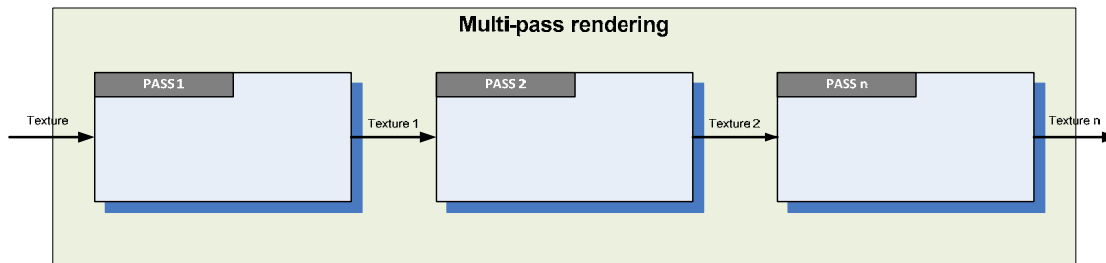 Multi-pass rendering
PASS 1
PASS 2
PASS n
Texture
Texture 1
Texture 2
Texture n